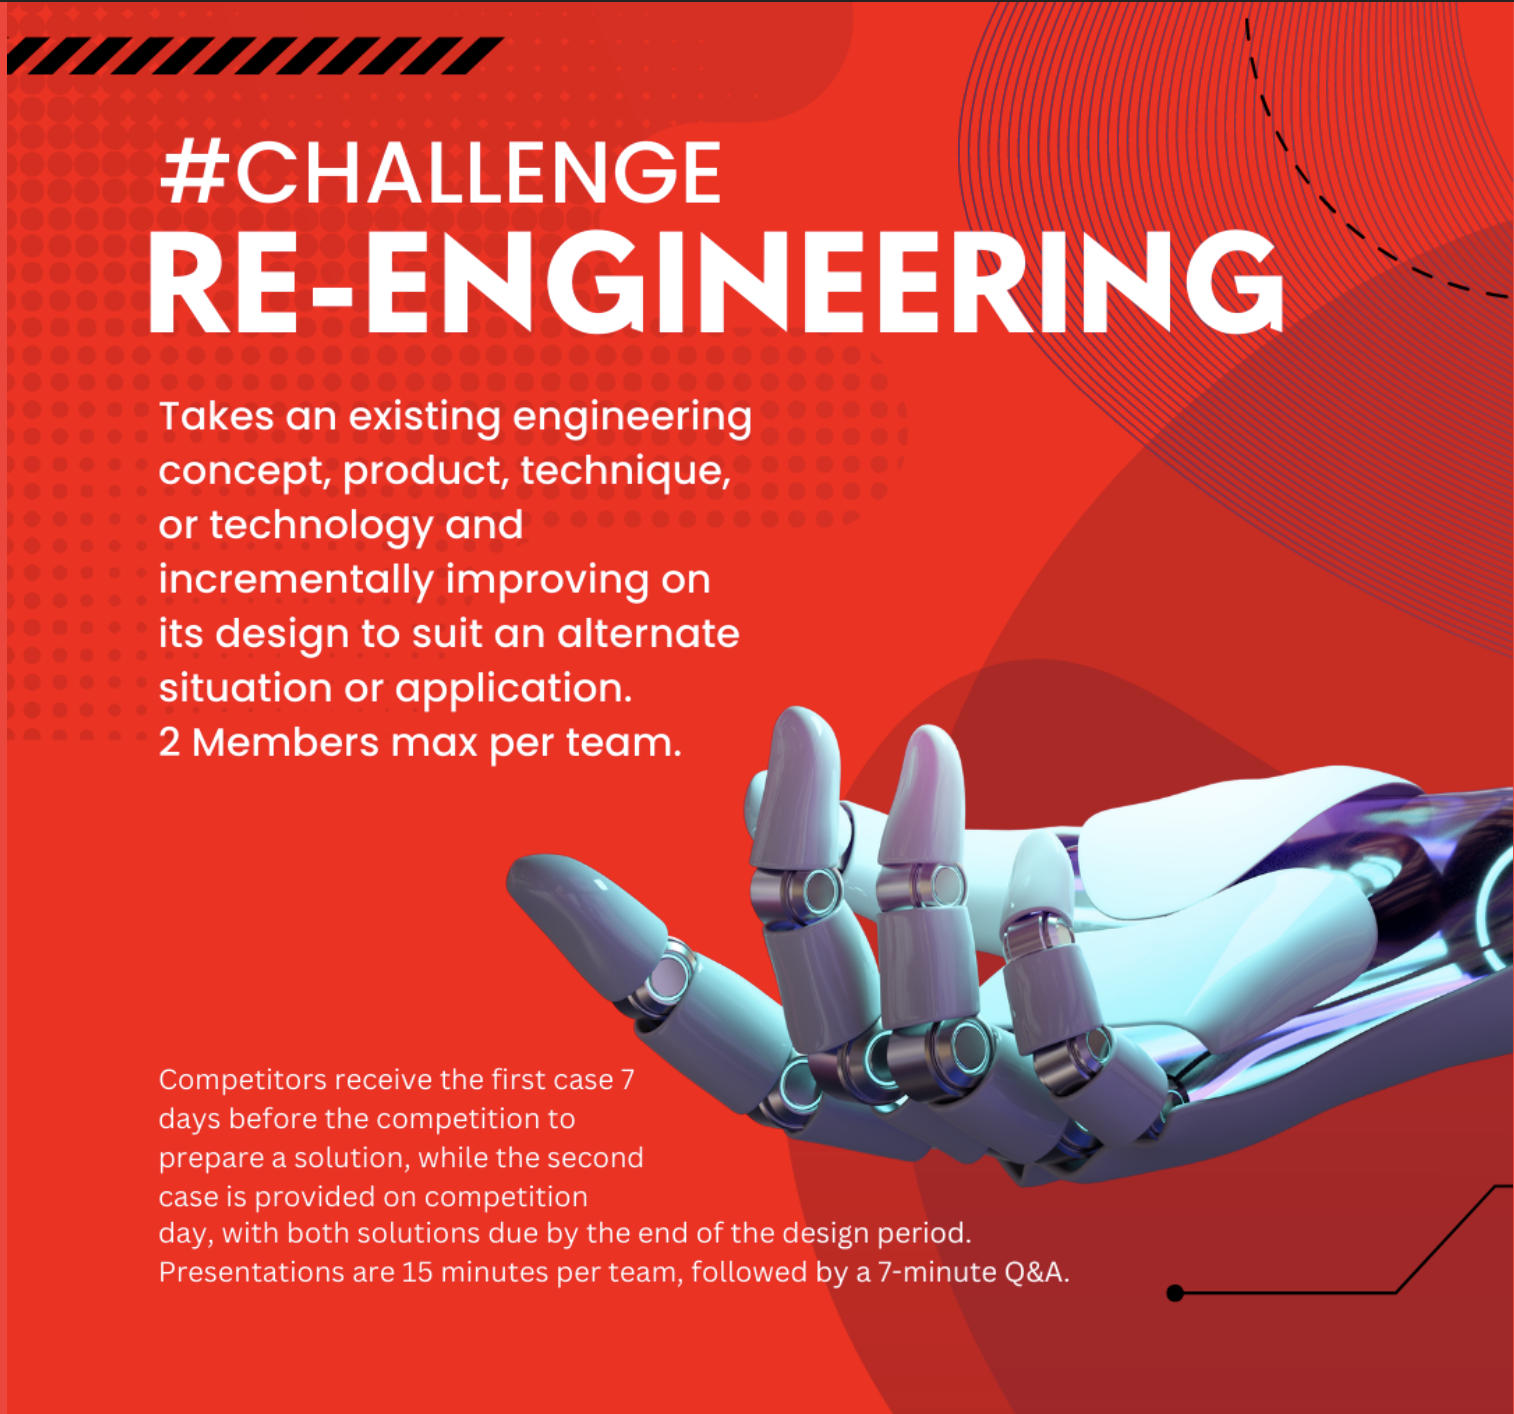 #CHALLENGE
RE-ENGINEERING
Takes an existing engineering
concept, product, technique,
or technology and
incrementally improving on
its design to suit an alternate
situation or application.
2 Members max per team.
Competitors receive the first case 7
days before the competition to
prepare a solution, while the second
case is provided on competition
day, with both solutions due by the end of the design period.
Presentations are 15 minutes per team, followed by a 7-minute Q&A.